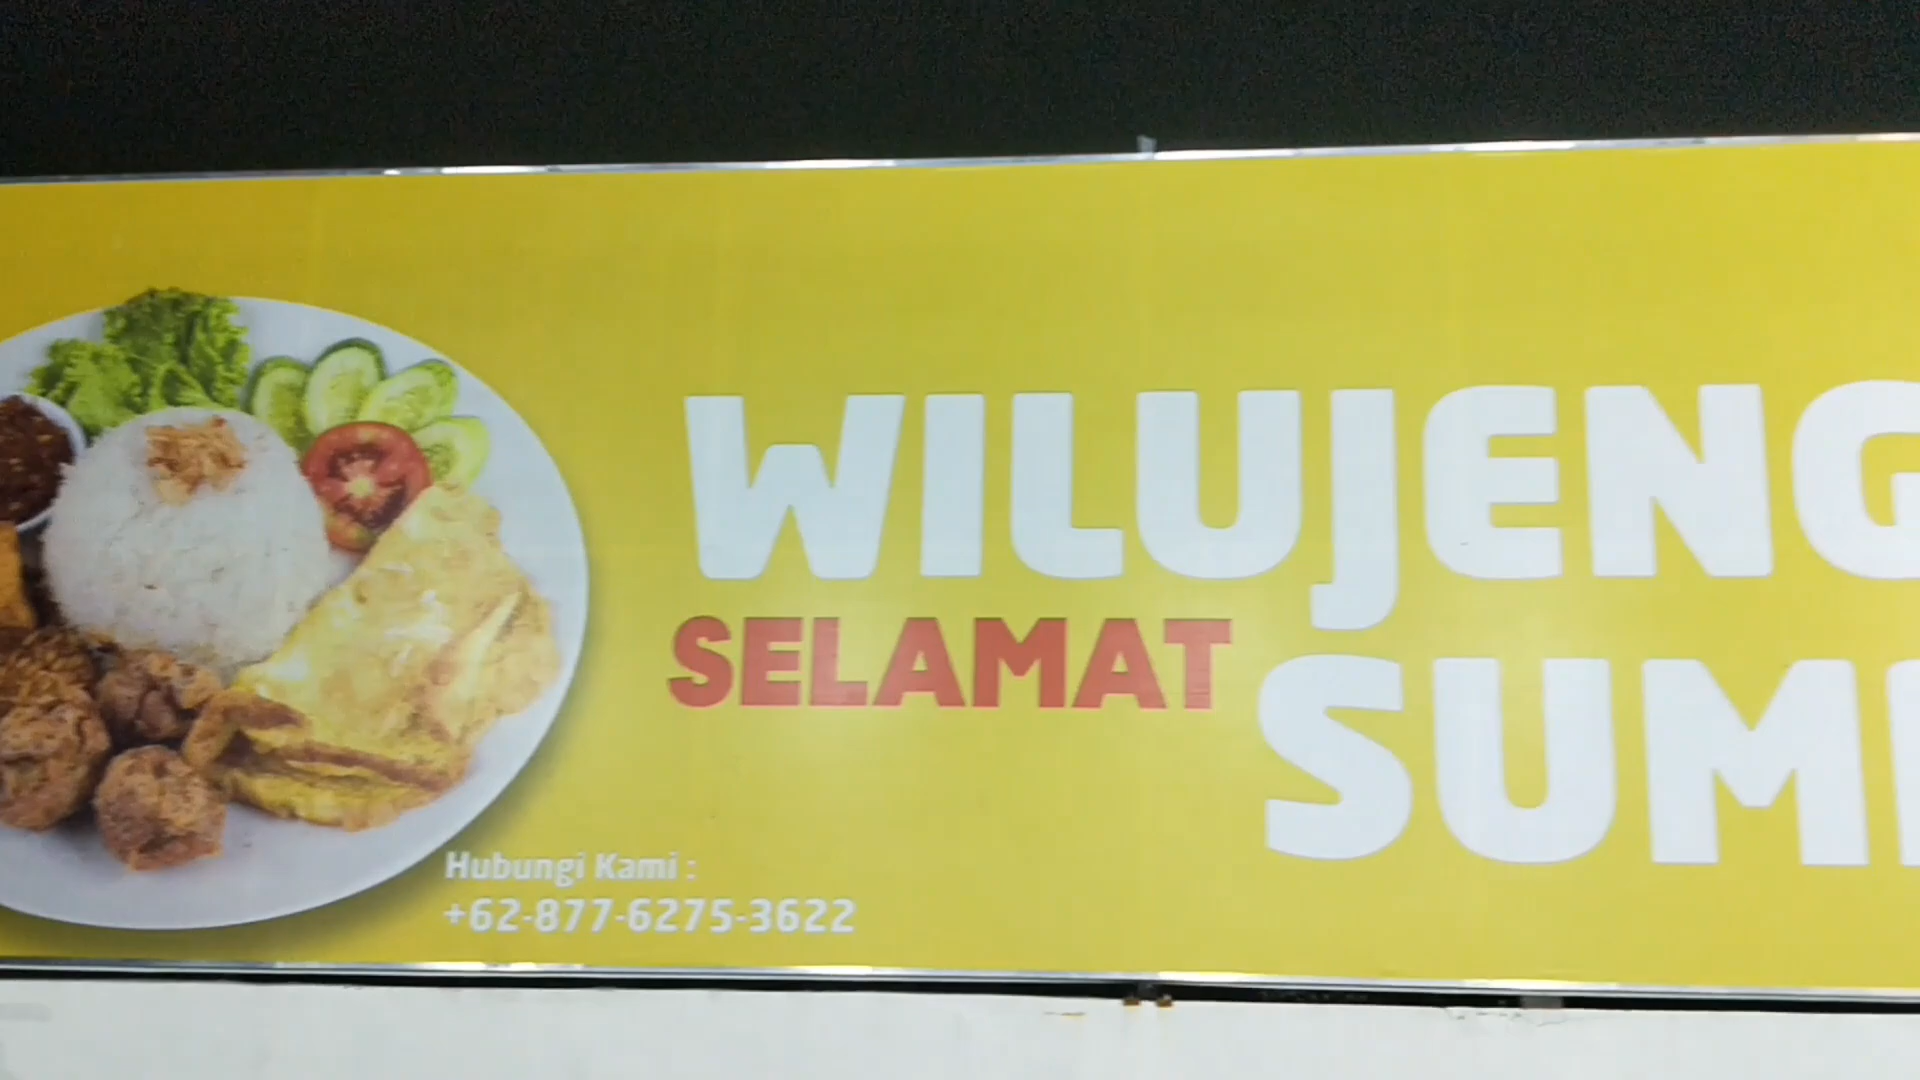 WILUJENG
SELAMAT
SUM
Hubungi Kami :
+62-877-6275-3622